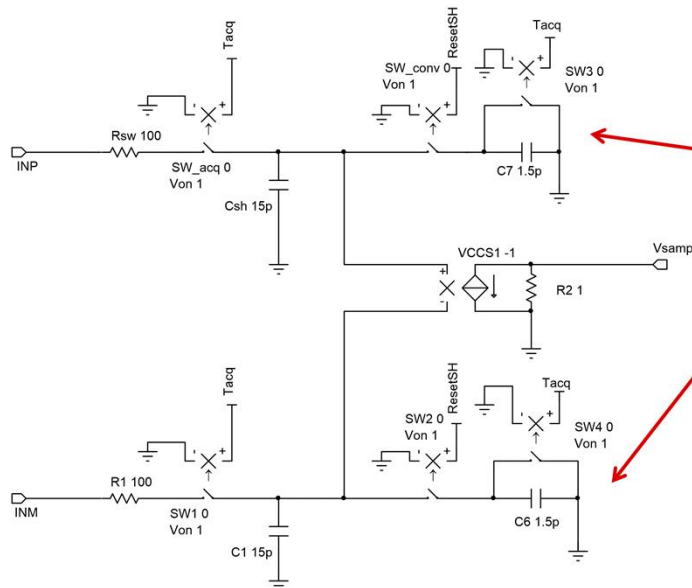 Tacq
ResetSH
Tacq
SW_conv 0
Von 1
SW3 0
Von 1
Rsw 100
INP
SW_acq 0
Von 1
Csh 15p
C7 1.5p
VCCS1 -1
Vsamp
R2 1
Tacq
ResetSH
Tacq
SW2 0
Von 1
SW4 0
Von 1
R1 100
INM
SW1 0
Von 1
C1 15p
C6 1.5p